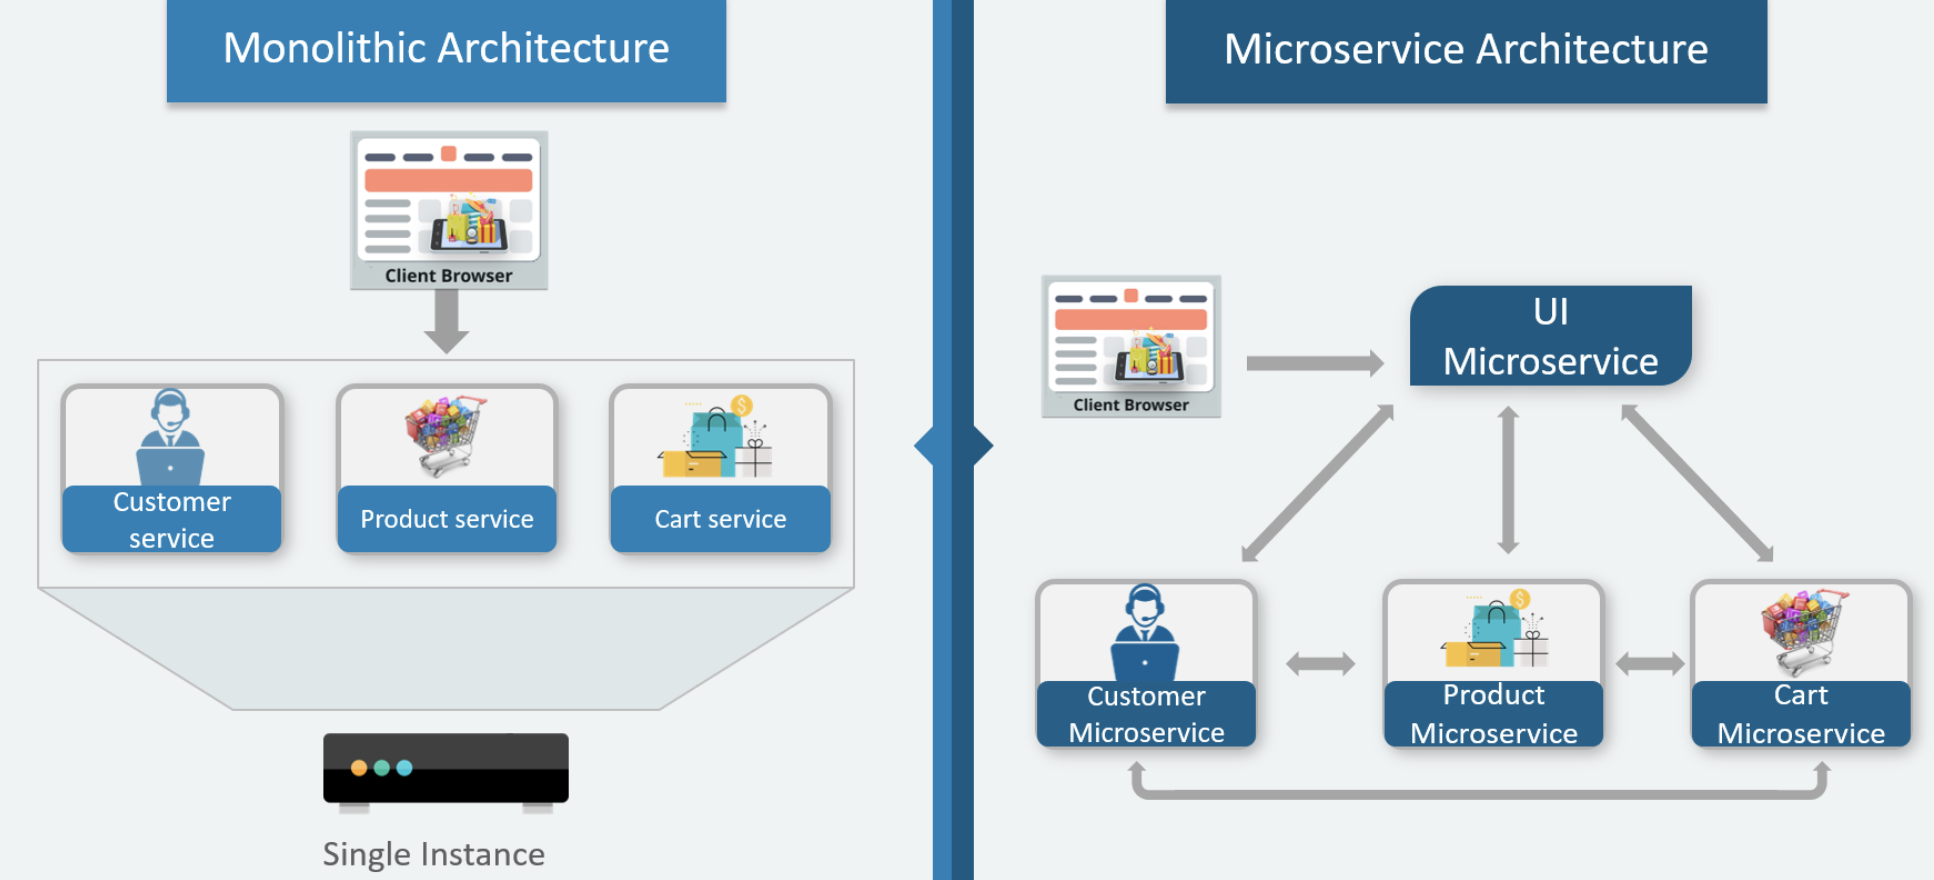 Monolithic Architecture
Client Browser
Customer
service
Product service
Cart service
Single Instance
Microservice Architecture
Client Browser
UI
Microservice
Customer
Microservice
Product
Microservice
Cart
Microservice